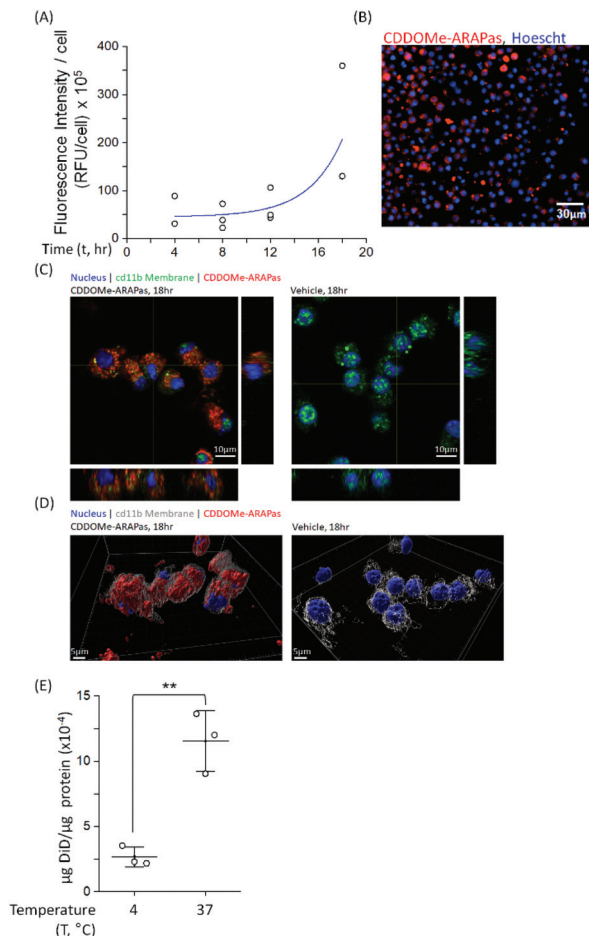 (A)
Fluorescence Intensity / cell
(RFU/cell) x 10⁵
400
300
200
100
0
0 4 8 12 16 20
Time (t, hr)
(B)
CDDOMe-ARAPas, Hoescht
30μm
(C)
Nucleus | cd11b Membrane | CDDOMe-ARAPas
CDDOMe-ARAPas, 18hr
Vehicle, 18hr
10μm
10μm
(D)
Nucleus | cd11b Membrane | CDDOMe-ARAPas
CDDOMe-ARAPas, 18hr
Vehicle, 18hr
5μm
5μm
(E)
μg DiD/μg protein (x10⁻⁴)
15
10
5
0
**
4 37
Temperature
(T, °C)